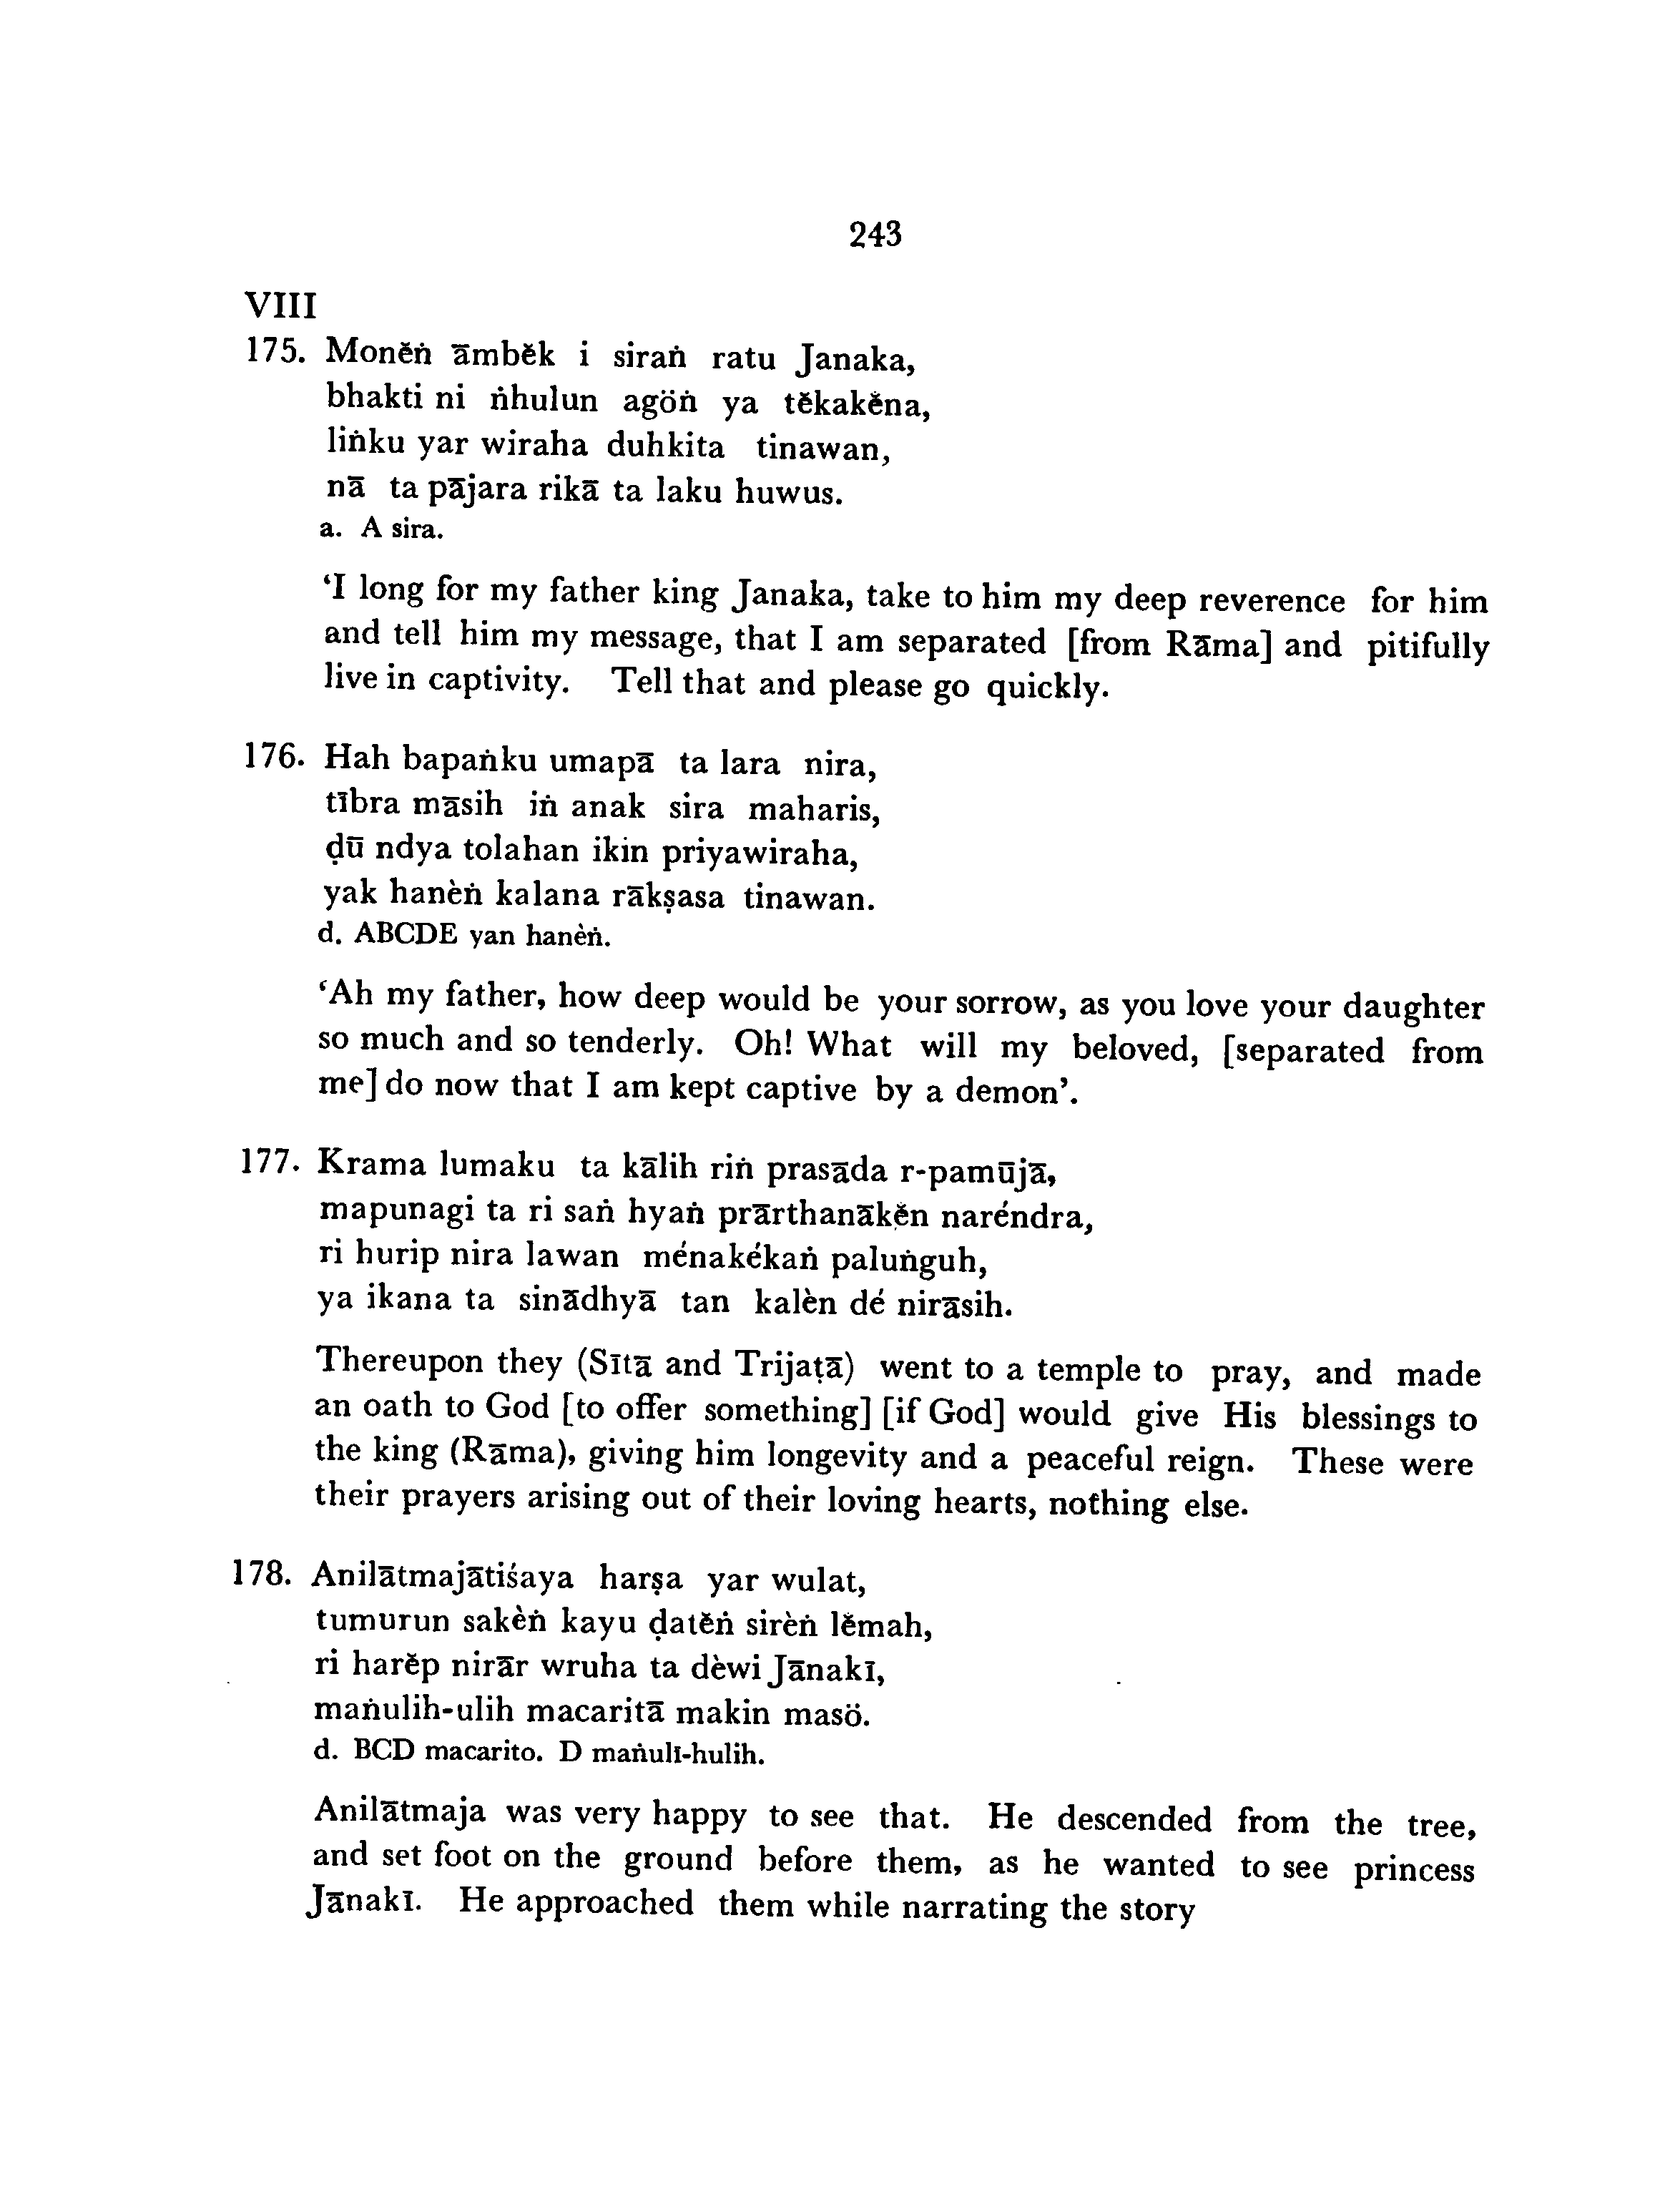 243
VIII
175. Monĕṅ āmbĕk i siraṅ ratu Janaka,
bhakti ni ṅhulun agöṅ ya tĕkakĕna,
liṅku yar wiraha duhkita tinawan,
nā ta pājara rikā ta laku huwus.
a. A sira.
‘I long for my father king Janaka, take to him my deep reverence for him
and tell him my message, that I am separated [from Rāma] and pitifully
live in captivity. Tell that and please go quickly.
176. Hah bapaṅku umapā ta lara nira,
tībra māsih iṅ anak sira maharis,
ḍū ndya tolahan ikin priyawiraha,
yak hanèṅ kalana rākṣasa tinawan.
d. ABCDE yan hanèṅ.
‘Ah my father, how deep would be your sorrow, as you love your daughter
so much and so tenderly. Oh! What will my beloved, [separated from
me] do now that I am kept captive by a demon’.
177. Krama lumaku ta kālih riṅ prasāda r-pamūjā,
mapunagi ta ri saṅ hyaṅ prārthanākĕn naréndra,
ri hurip nira lawan ménakékaṅ paluṅguh,
ya ikana ta sinādhyā tan kalèn dé nirāsih.
Thereupon they (Sītā and Trijaṭā) went to a temple to pray, and made
an oath to God [to offer something] [if God] would give His blessings to
the king (Rāma), giving him longevity and a peaceful reign. These were
their prayers arising out of their loving hearts, nothing else.
178. Anilātmajātiśaya harṣa yar wulat,
tumurun sakèṅ kayu ḍatĕṅ sirèṅ lĕmah,
ri harĕp nirār wruha ta dèwi Jānakī,
maṅulih-ulih macaritā makin masö.
d. BCD macarito. D maṅulī-hulih.
Anilātmaja was very happy to see that. He descended from the tree,
and set foot on the ground before them, as he wanted to see princess
Jānakī. He approached them while narrating the story